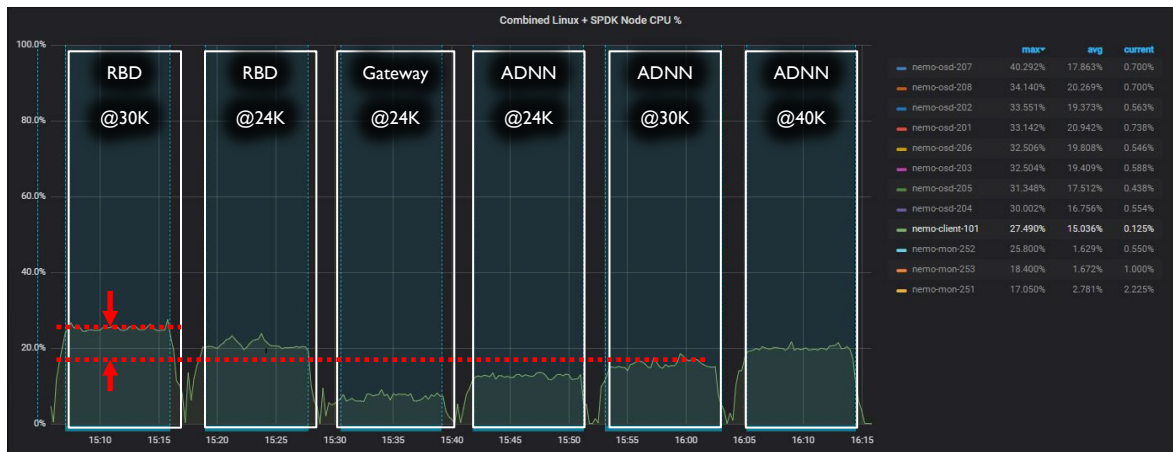 Combined Linux + SPDK Node CPU %
100.0%
80.0%
60.0%
40.0%
20.0%
0%
RBD
@30K
RBD
@24K
Gateway
@24K
ADNN
@24K
ADNN
@30K
ADNN
@40K
15:10 15:15 15:20 15:25 15:30 15:35 15:40 15:45 15:50 15:55 16:00 16:05 16:10 16:15
max avg current
nemo-osd-207 40.292% 17.863% 0.700%
nemo-osd-208 34.140% 20.269% 0.700%
nemo-osd-202 33.551% 19.373% 0.563%
nemo-osd-201 33.142% 20.942% 0.738%
nemo-osd-206 32.506% 19.808% 0.546%
nemo-osd-203 32.504% 19.409% 0.588%
nemo-osd-205 31.348% 17.512% 0.438%
nemo-osd-204 30.002% 16.756% 0.554%
nemo-client-101 27.490% 15.036% 0.125%
nemo-mon-252 25.800% 1.629% 0.550%
nemo-mon-253 18.400% 1.672% 1.000%
nemo-mon-251 17.050% 2.781% 2.225%